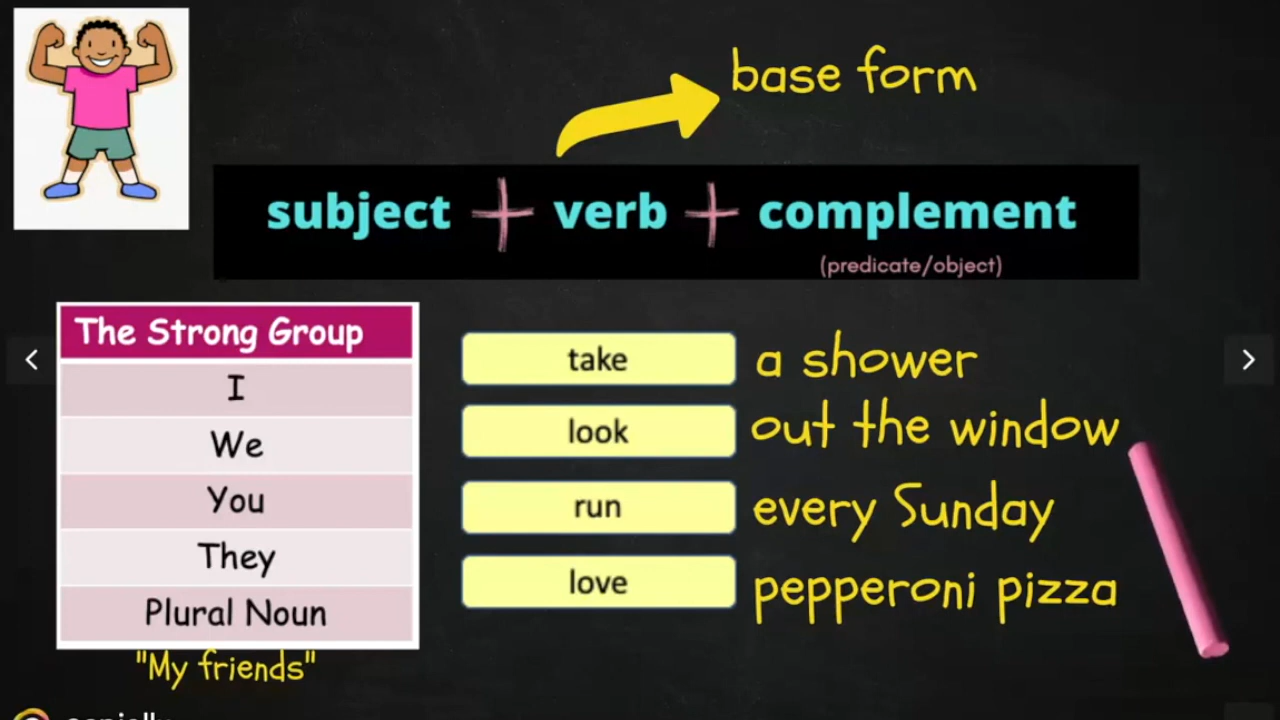 base form
subject + verb + complement
(predicate/object)
The Strong Group
I
We
You
They
Plural Noun
"My friends"
take a shower
look out the window
run every Sunday
love pepperoni pizza